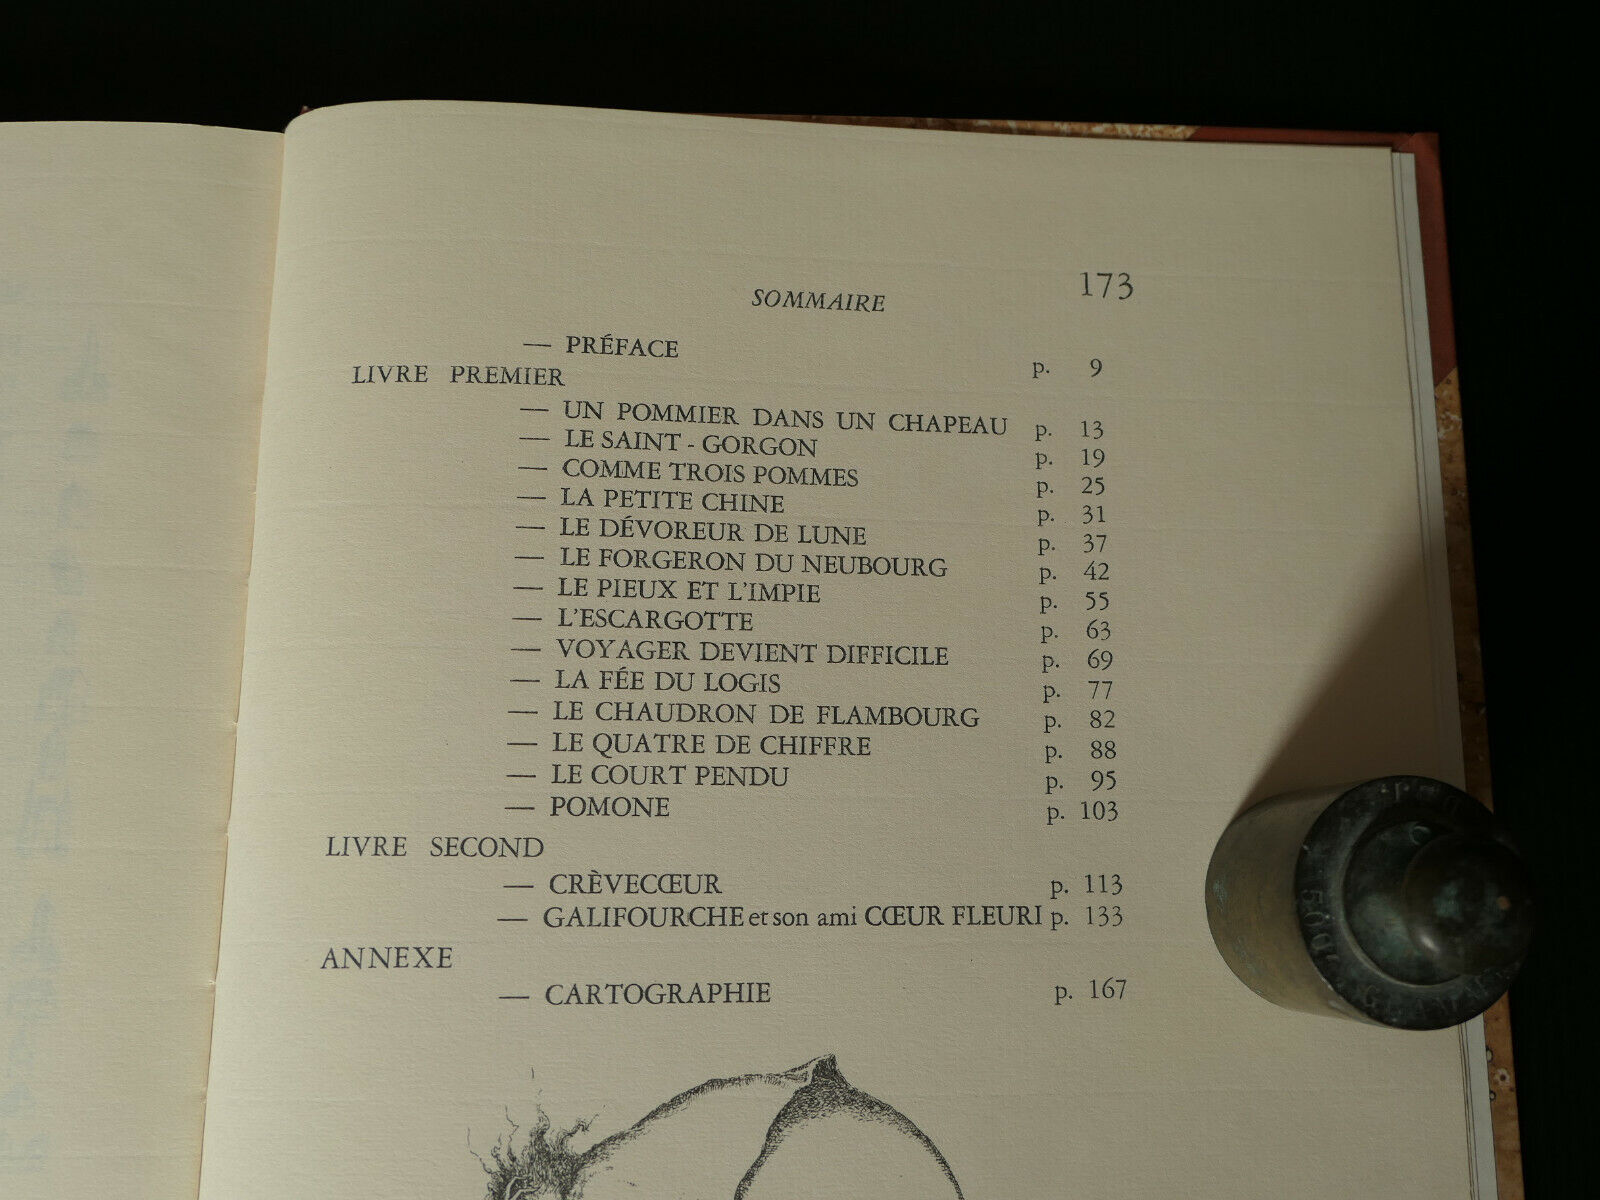 173
SOMMAIRE
— PRÉFACE p. 9
LIVRE PREMIER
— UN POMMIER DANS UN CHAPEAU p. 13
— LE SAINT - GORGON p. 19
— COMME TROIS POMMES p. 25
— LA PETITE CHINE p. 31
— LE DÉVOREUR DE LUNE p. 37
— LE FORGERON DU NEUBOURG p. 42
— LE PIEUX ET L'IMPIE p. 55
— L'ESCARGOTTE p. 63
— VOYAGER DEVIENT DIFFICILE p. 69
— LA FÉE DU LOGIS p. 77
— LE CHAUDRON DE FLAMBOURG p. 82
— LE QUATRE DE CHIFFRE p. 88
— LE COURT PENDU p. 95
— POMONE p. 103
LIVRE SECOND
— CRÈVECŒUR p. 113
— GALIFOURCHE et son ami CŒUR FLEURI p. 133
ANNEXE
— CARTOGRAPHIE p. 167